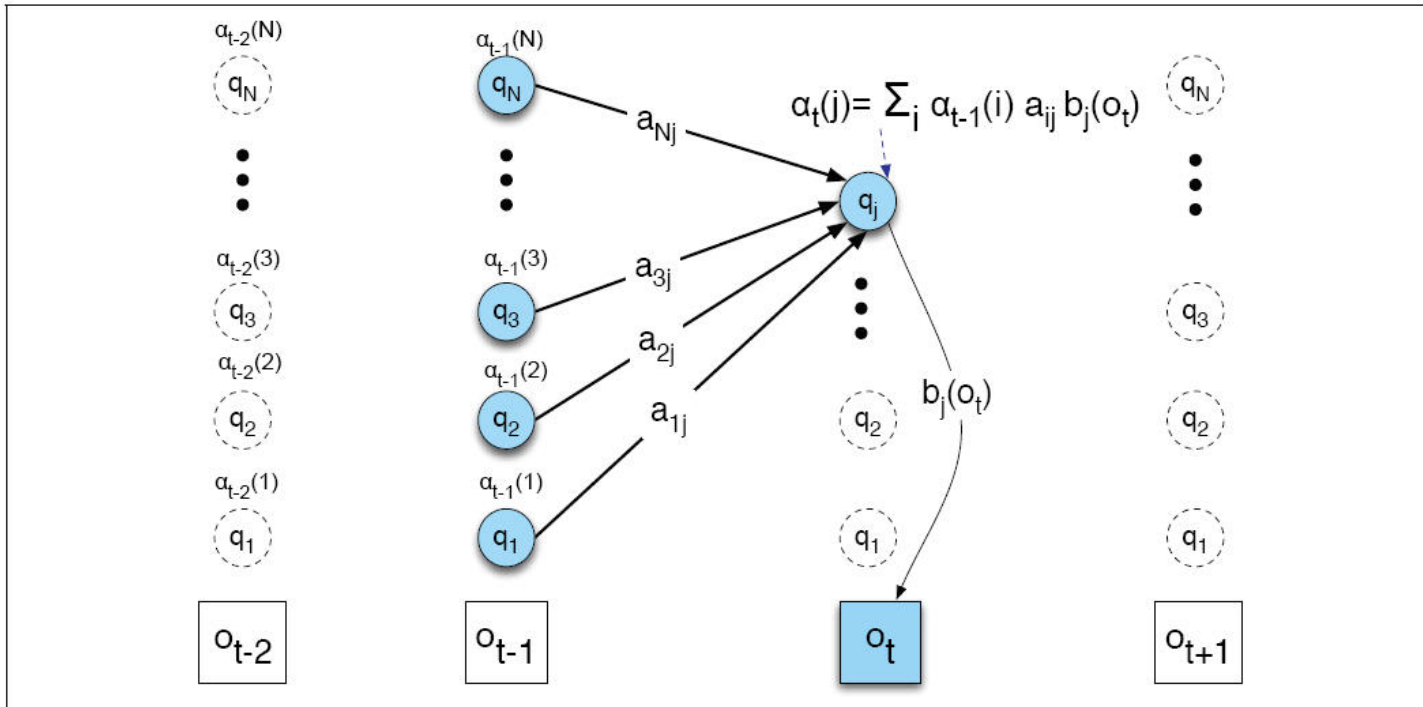 αt-2(N) αt-1(N)
qN qN αt(j)= Σi αt-1(i) aij bj(ot) qN
aNj
qj
αt-2(3) αt-1(3) a3j
q3 q3 q3
αt-2(2) αt-1(2) a2j
bj(ot)
q2 q2 a1j q2 q2
αt-2(1) αt-1(1)
q1 q1 q1 q1
ot-2 ot-1 ot ot+1